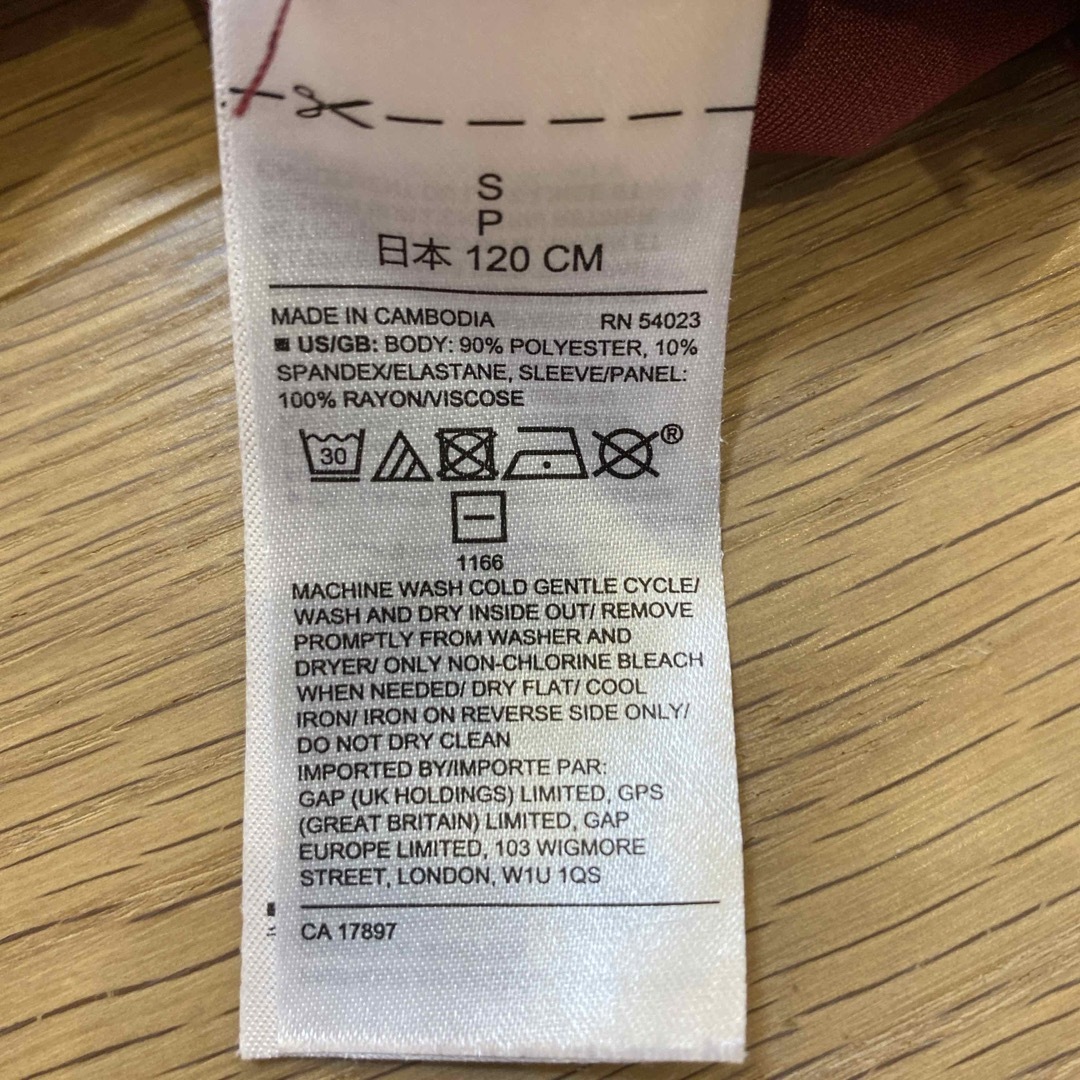 S
P
日本 120 CM
MADE IN CAMBODIA RN 54023
US/GB: BODY: 90% POLYESTER, 10%
SPANDEX/ELASTANE, SLEEVE/PANEL:
100% RAYON/VISCOSE
30 ®
1166
MACHINE WASH COLD GENTLE CYCLE/
WASH AND DRY INSIDE OUT/ REMOVE
PROMPTLY FROM WASHER AND
DRYER/ ONLY NON-CHLORINE BLEACH
WHEN NEEDED/ DRY FLAT/ COOL
IRON/ IRON ON REVERSE SIDE ONLY/
DO NOT DRY CLEAN
IMPORTED BY/IMPORTE PAR:
GAP (UK HOLDINGS) LIMITED, GPS
(GREAT BRITAIN) LIMITED, GAP
EUROPE LIMITED, 103 WIGMORE
STREET, LONDON, W1U 1QS
CA 17897